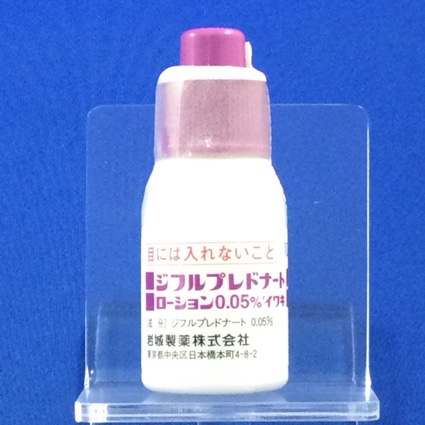 目には入れないこと
ジフルプレドナート
ローション0.05%「イワキ
(成 分) ジフルプレドナート 0.05%
岩城製薬株式会社
東京都中央区日本橋本町4-8-2